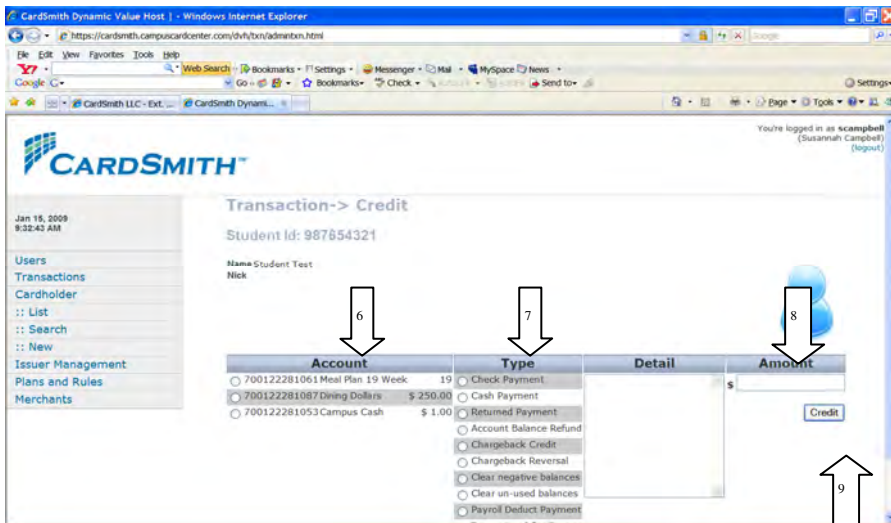 CardSmith Dynamic Value Host | - Windows Internet Explorer
https://cardsmith.campuscardcenter.com/dvh/txn/admintxn.html
Google
File Edit View Favorites Tools Help
Web Search Bookmarks Settings Messenger Mail MySpace News
Google G Go Bookmarks Check Send to Settings
CardSmith LLC - Ext. ... CardSmith Dynami... Page Tools
You're logged in as scampbell
(Susannah Campbell)
(logout)
CARDSMITH™
Jan 15, 2009
9:32:43 AM
Transaction-> Credit
Student Id: 987654321
Name Student Test
Nick
Users
Transactions
Cardholder
:: List
:: Search
:: New
Issuer Management
Plans and Rules
Merchants
6
7
8
Account Type Detail Amount
700122281061 Meal Plan 19 Week 19
700122281087 Dining Dollars $ 250.00
700122281053 Campus Cash $ 1.00
Check Payment
Cash Payment
Returned Payment
Account Balance Refund
Chargeback Credit
Chargeback Reversal
Clear negative balances
Clear un-used balances
Payroll Deduct Payment
$
Credit
9